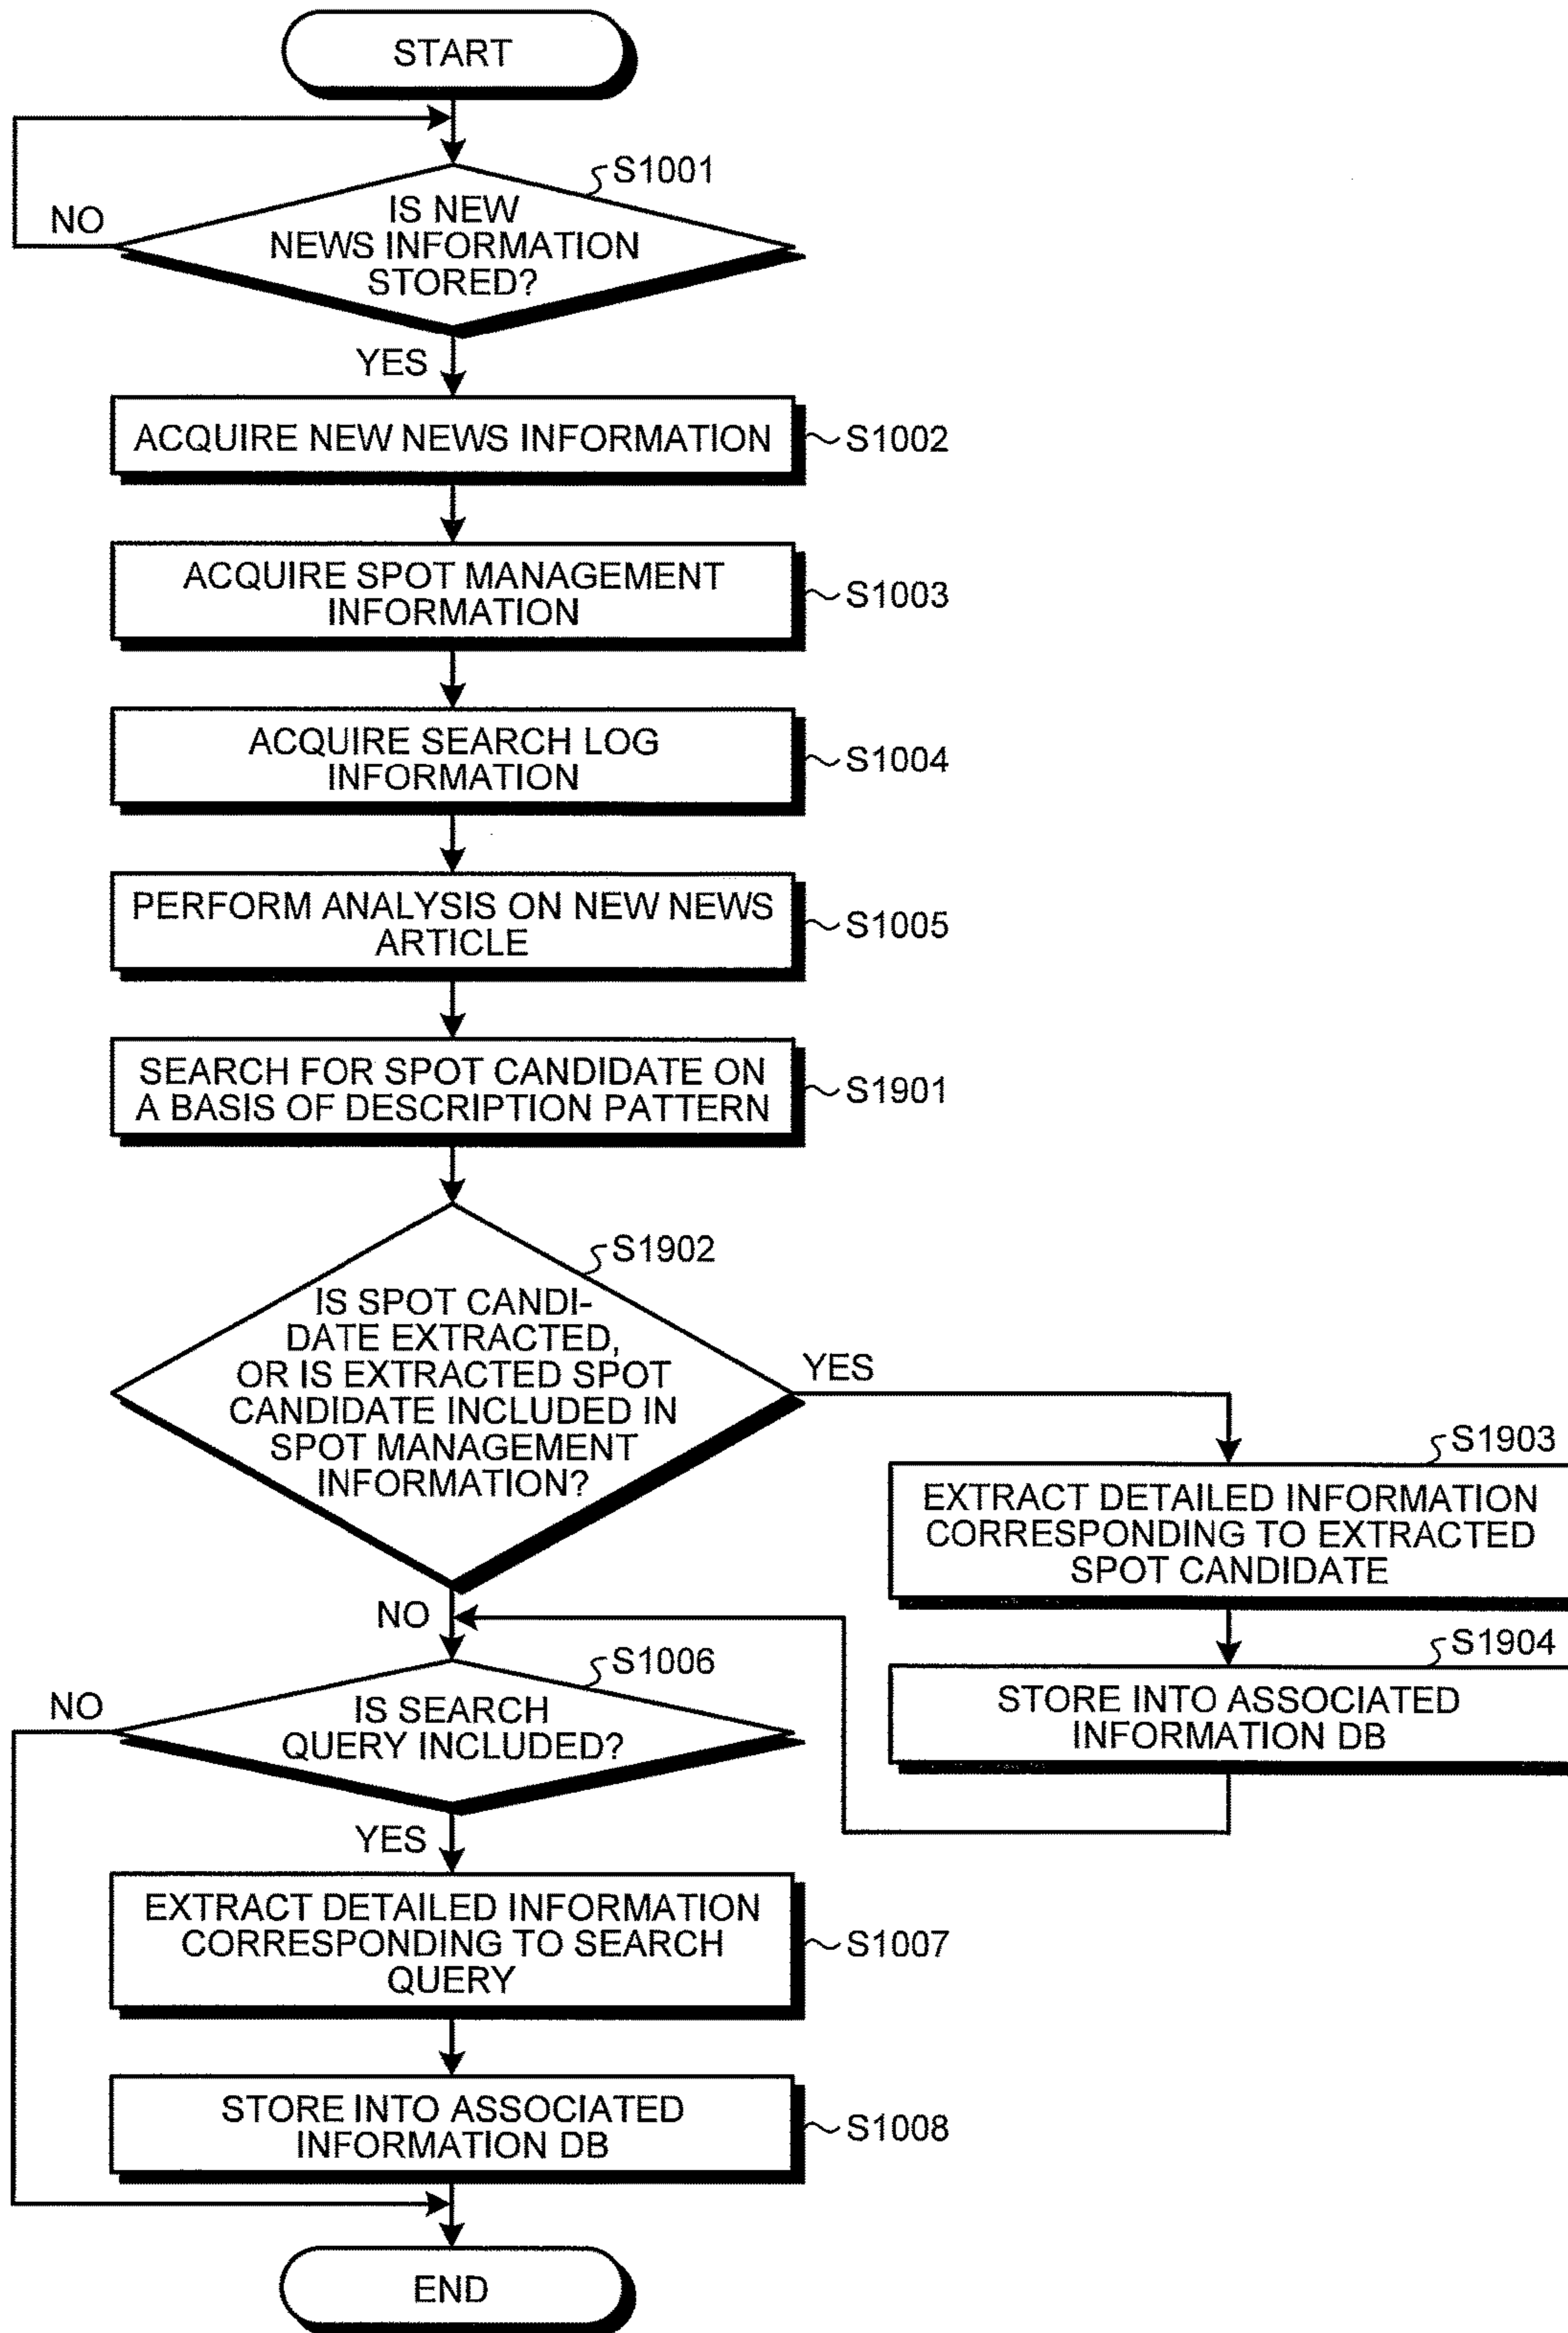 START
S1001
NO
IS NEW
NEWS INFORMATION
STORED?
YES
ACQUIRE NEW NEWS INFORMATION
S1002
ACQUIRE SPOT MANAGEMENT
INFORMATION
S1003
ACQUIRE SEARCH LOG
INFORMATION
S1004
PERFORM ANALYSIS ON NEW NEWS
ARTICLE
S1005
SEARCH FOR SPOT CANDIDATE ON
A BASIS OF DESCRIPTION PATTERN
S1901
S1902
IS SPOT CANDI-
DATE EXTRACTED,
OR IS EXTRACTED SPOT
CANDIDATE INCLUDED IN
SPOT MANAGEMENT
INFORMATION?
YES
S1903
EXTRACT DETAILED INFORMATION
CORRESPONDING TO EXTRACTED
SPOT CANDIDATE
S1904
STORE INTO ASSOCIATED
INFORMATION DB
NO
S1006
NO
IS SEARCH
QUERY INCLUDED?
YES
EXTRACT DETAILED INFORMATION
CORRESPONDING TO SEARCH
QUERY
S1007
STORE INTO ASSOCIATED
INFORMATION DB
S1008
END